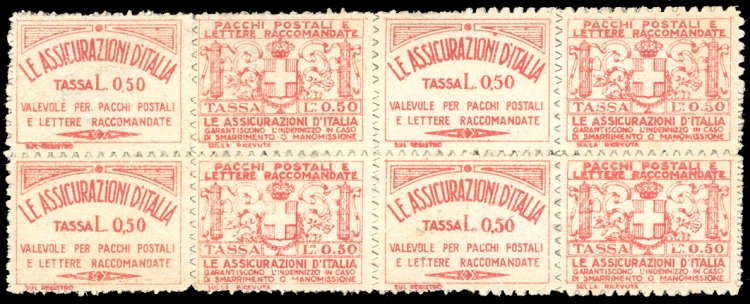 LE ASSICURAZIONI D'ITALIA
TASSA L. 0,50
VALEVOLE PER PACCHI POSTALI
E LETTERE RACCOMANDATE
SUL REGISTRO
PACCHI POSTALI E
LETTERE RACCOMANDATE
TASSA L. 0.50
LE ASSICURAZIONI D'ITALIA
GARANTISCONO L'INDENNIZZO IN CASO
DI SMARRIMENTO O MANOMISSIONE
SULLA RICEVUTA
LE ASSICURAZIONI D'ITALIA
TASSA L. 0,50
VALEVOLE PER PACCHI POSTALI
E LETTERE RACCOMANDATE
SUL REGISTRO
PACCHI POSTALI E
LETTERE RACCOMANDATE
TASSA L. 0.50
LE ASSICURAZIONI D'ITALIA
GARANTISCONO L'INDENNIZZO IN CASO
DI SMARRIMENTO O MANOMISSIONE
SULLA RICEVUTA
LE ASSICURAZIONI D'ITALIA
TASSA L. 0,50
VALEVOLE PER PACCHI POSTALI
E LETTERE RACCOMANDATE
SUL REGISTRO
PACCHI POSTALI E
LETTERE RACCOMANDATE
TASSA L. 0.50
LE ASSICURAZIONI D'ITALIA
GARANTISCONO L'INDENNIZZO IN CASO
DI SMARRIMENTO O MANOMISSIONE
SULLA RICEVUTA
LE ASSICURAZIONI D'ITALIA
TASSA L. 0,50
VALEVOLE PER PACCHI POSTALI
E LETTERE RACCOMANDATE
SUL REGISTRO
PACCHI POSTALI E
LETTERE RACCOMANDATE
TASSA L. 0.50
LE ASSICURAZIONI D'ITALIA
GARANTISCONO L'INDENNIZZO IN CASO
DI SMARRIMENTO O MANOMISSIONE
SULLA RICEVUTA